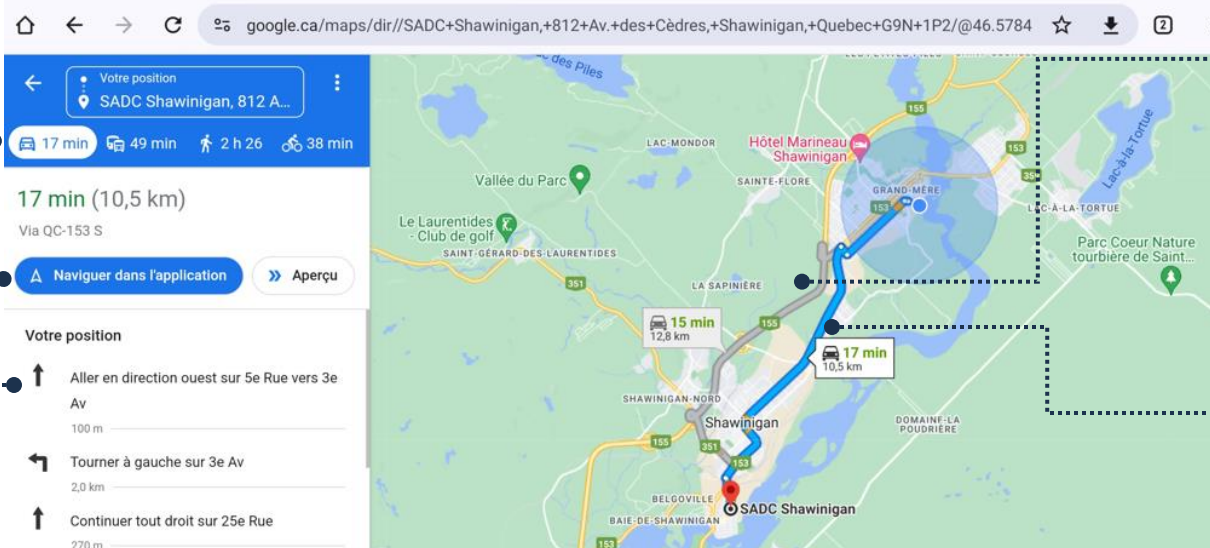 google.ca/maps/dir//SADC+Shawinigan,+812+Av.+des+Cèdres,+Shawinigan,+Quebec+G9N+1P2/@46.5784
2
Votre position
SADC Shawinigan, 812 A...
17 min
49 min
2 h 26
38 min
17 min (10,5 km)
Via QC-153 S
Naviguer dans l'application
Aperçu
Votre position
Aller en direction ouest sur 5e Rue vers 3e
Av
100 m
Tourner à gauche sur 3e Av
2,0 km
Continuer tout droit sur 25e Rue
270 m
des Piles
155
LAC-MONDOR
Hôtel Marineau
Shawinigan
153
Lac-à-la-Tortue
Vallée du Parc
SAINTE-FLORE
GRAND-MÈRE
153
LAC-À-LA-TORTUE
Le Laurentides
- Club de golf
SAINT-GÉRARD-DES-LAURENTIDES
Parc Coeur Nature
tourbière de Saint...
351
LA SAPINIÈRE
15 min
12,8 km
155
17 min
10,5 km
SHAWINIGAN-NORD
Shawinigan
DOMAINE-LA
POUDRIÈRE
155
351
153
BELGOVILLE
SADC Shawinigan
BAIE-DE-SHAWINIGAN
153